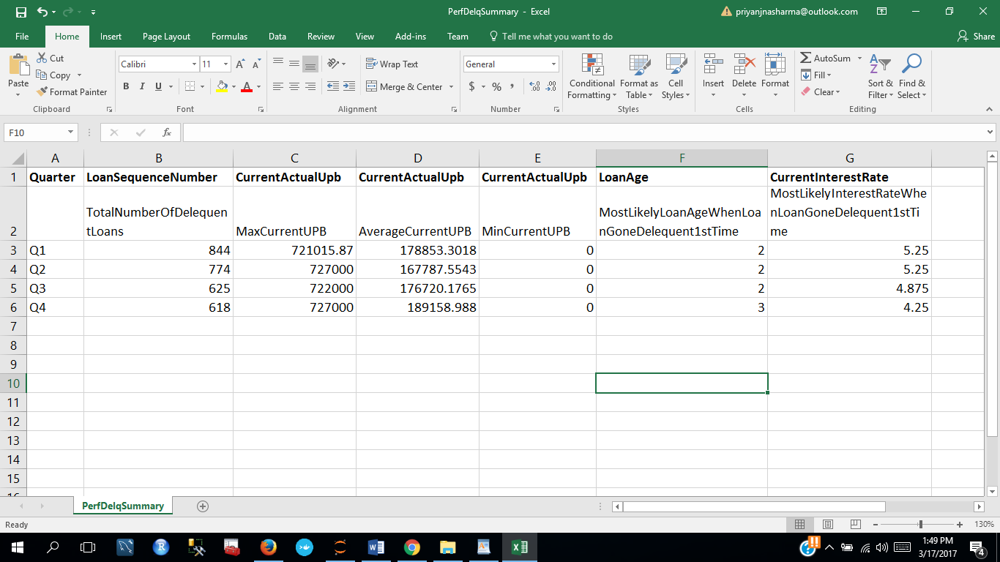 PerfDelqSummary - Excel
priyanjnasharma@outlook.com
File Home Insert Page Layout Formulas Data Review View Add-ins Team Tell me what you want to do Share
Paste
Cut
Copy
Format Painter
Clipboard
Calibri 11
B I U
Font
Wrap Text
Merge & Center
Alignment
General
$ % ,
Number
Conditional Formatting
Format as Table
Cell Styles
Styles
Insert Delete Format
Cells
AutoSum
Fill
Clear
Sort & Filter
Find & Select
Editing
F10 fx
A B C D E F G
1 Quarter LoanSequenceNumber CurrentActualUpb CurrentActualUpb CurrentActualUpb LoanAge CurrentInterestRate
2 TotalNumberOfDelequentLoans MaxCurrentUPB AverageCurrentUPB MinCurrentUPB MostLikelyLoanAgeWhenLoanGoneDelequent1stTime MostLikelyInterestRateWhenLoanGoneDelequent1stTime
3 Q1 844 721015.87 178853.3018 0 2 5.25
4 Q2 774 727000 167787.5543 0 2 5.25
5 Q3 625 722000 176720.1765 0 2 4.875
6 Q4 618 727000 189158.988 0 3 4.25
7
8
9
10
11
12
13
14
15
16
PerfDelqSummary
Ready 130%
1:49 PM
3/17/2017
4